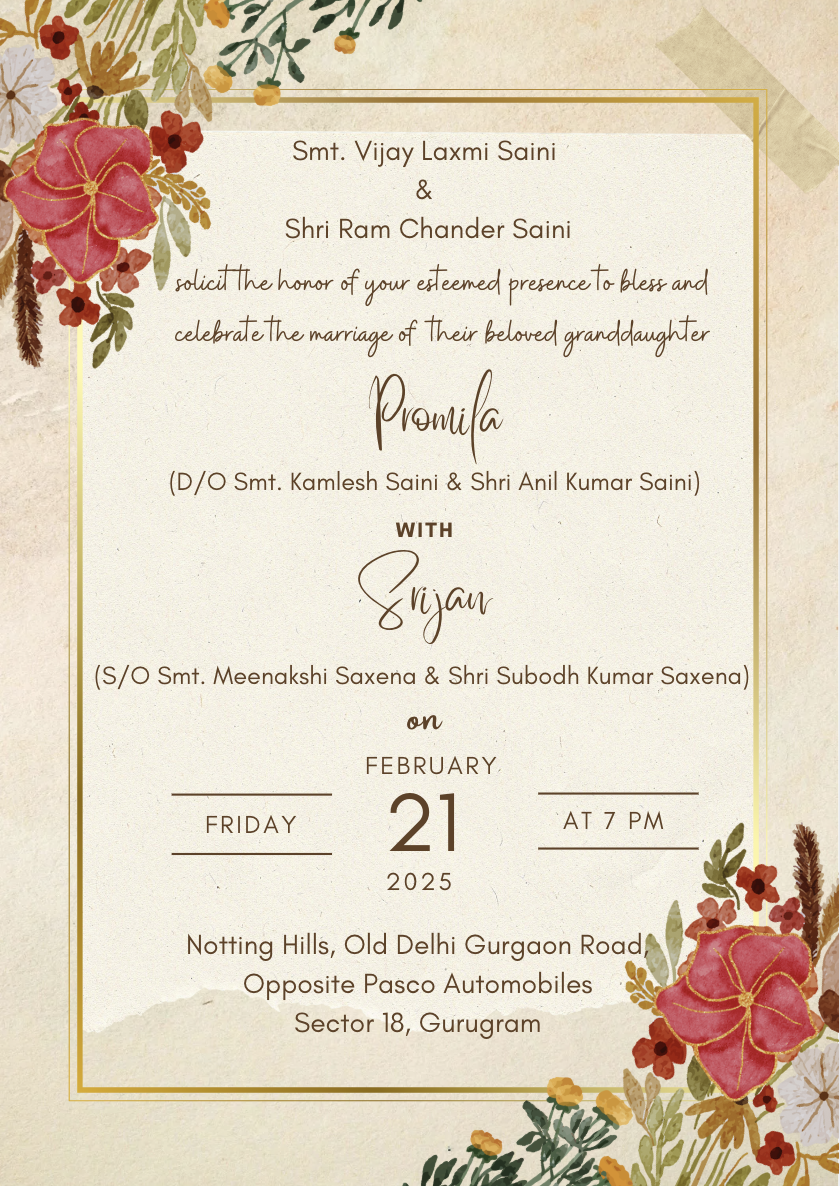 Smt. Vijay Laxmi Saini
&
Shri Ram Chander Saini
solicit the honor of your esteemed presence to bless and
celebrate the marriage of their beloved granddaughter
Promila
(D/O Smt. Kamlesh Saini & Shri Anil Kumar Saini)
WITH
Srijan
(S/O Smt. Meenakshi Saxena & Shri Subodh Kumar Saxena)
on
FEBRUARY
FRIDAY 21 AT 7 PM
2025
Notting Hills, Old Delhi Gurgaon Road,
Opposite Pasco Automobiles
Sector 18, Gurugram